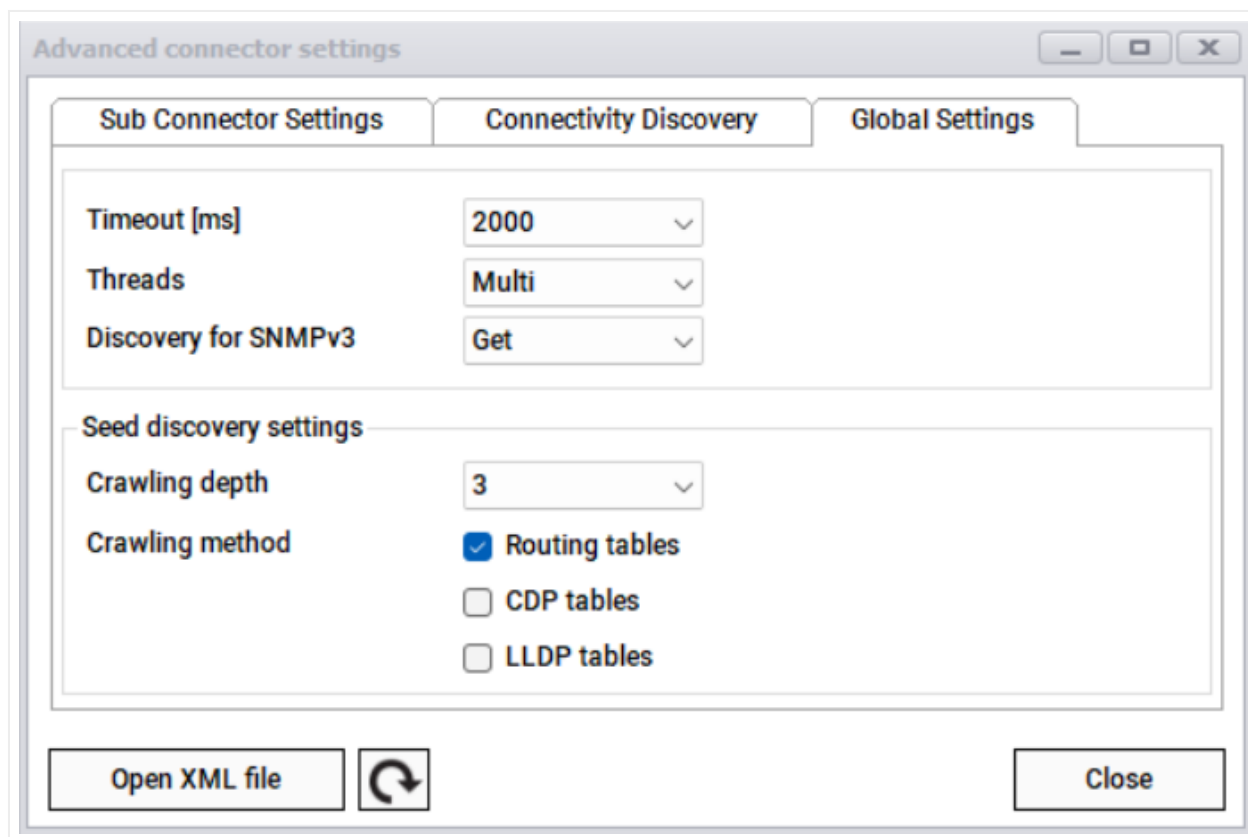 Advanced connector settings
Sub Connector Settings Connectivity Discovery Global Settings
Timeout [ms] 2000
Threads Multi
Discovery for SNMPv3 Get
Seed discovery settings
Crawling depth 3
Crawling method Routing tables
CDP tables
LLDP tables
Open XML file Close